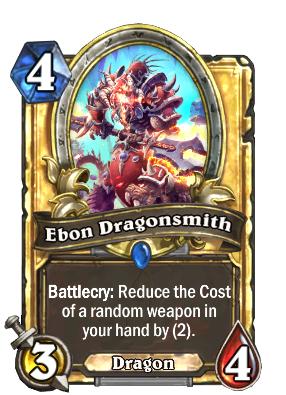 4
Ebon Dragonsmith
Battlecry: Reduce the Cost
of a random weapon in
your hand by (2).
3
Dragon
4